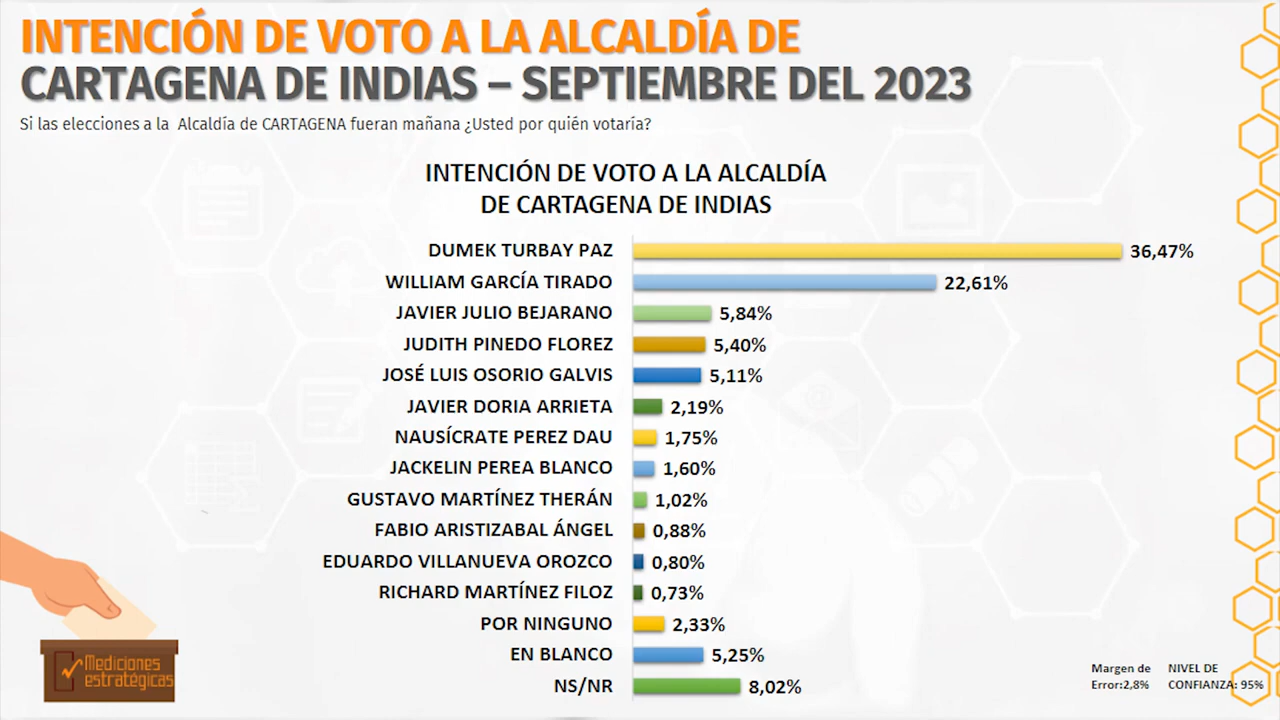 INTENCIÓN DE VOTO A LA ALCALDÍA DE
CARTAGENA DE INDIAS – SEPTIEMBRE DEL 2023
Si las elecciones a la Alcaldía de CARTAGENA fueran mañana ¿Usted por quién votaría?
INTENCIÓN DE VOTO A LA ALCALDÍA
DE CARTAGENA DE INDIAS
DUMEK TURBAY PAZ 36,47%
WILLIAM GARCÍA TIRADO 22,61%
JAVIER JULIO BEJARANO 5,84%
JUDITH PINEDO FLOREZ 5,40%
JOSÉ LUIS OSORIO GALVIS 5,11%
JAVIER DORIA ARRIETA 2,19%
NAUSÍCRATE PEREZ DAU 1,75%
JACKELIN PEREA BLANCO 1,60%
GUSTAVO MARTÍNEZ THERÁN 1,02%
FABIO ARISTIZABAL ÁNGEL 0,88%
EDUARDO VILLANUEVA OROZCO 0,80%
RICHARD MARTÍNEZ FILOZ 0,73%
POR NINGUNO 2,33%
EN BLANCO 5,25%
NS/NR 8,02%
Mediciones
estratégicas
Margen de
Error:2,8%
NIVEL DE
CONFIANZA: 95%